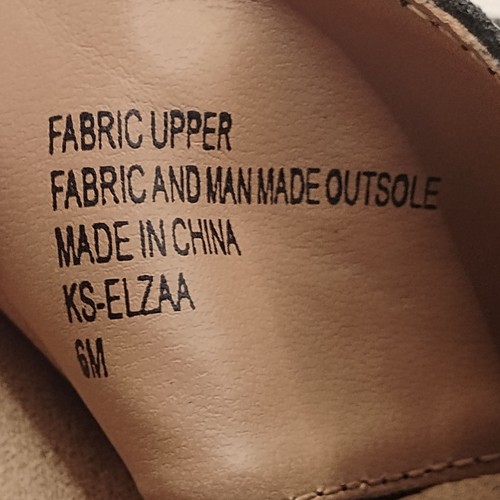 FABRIC UPPER
FABRIC AND MAN MADE OUTSOLE
MADE IN CHINA
KS-ELZAA
6M